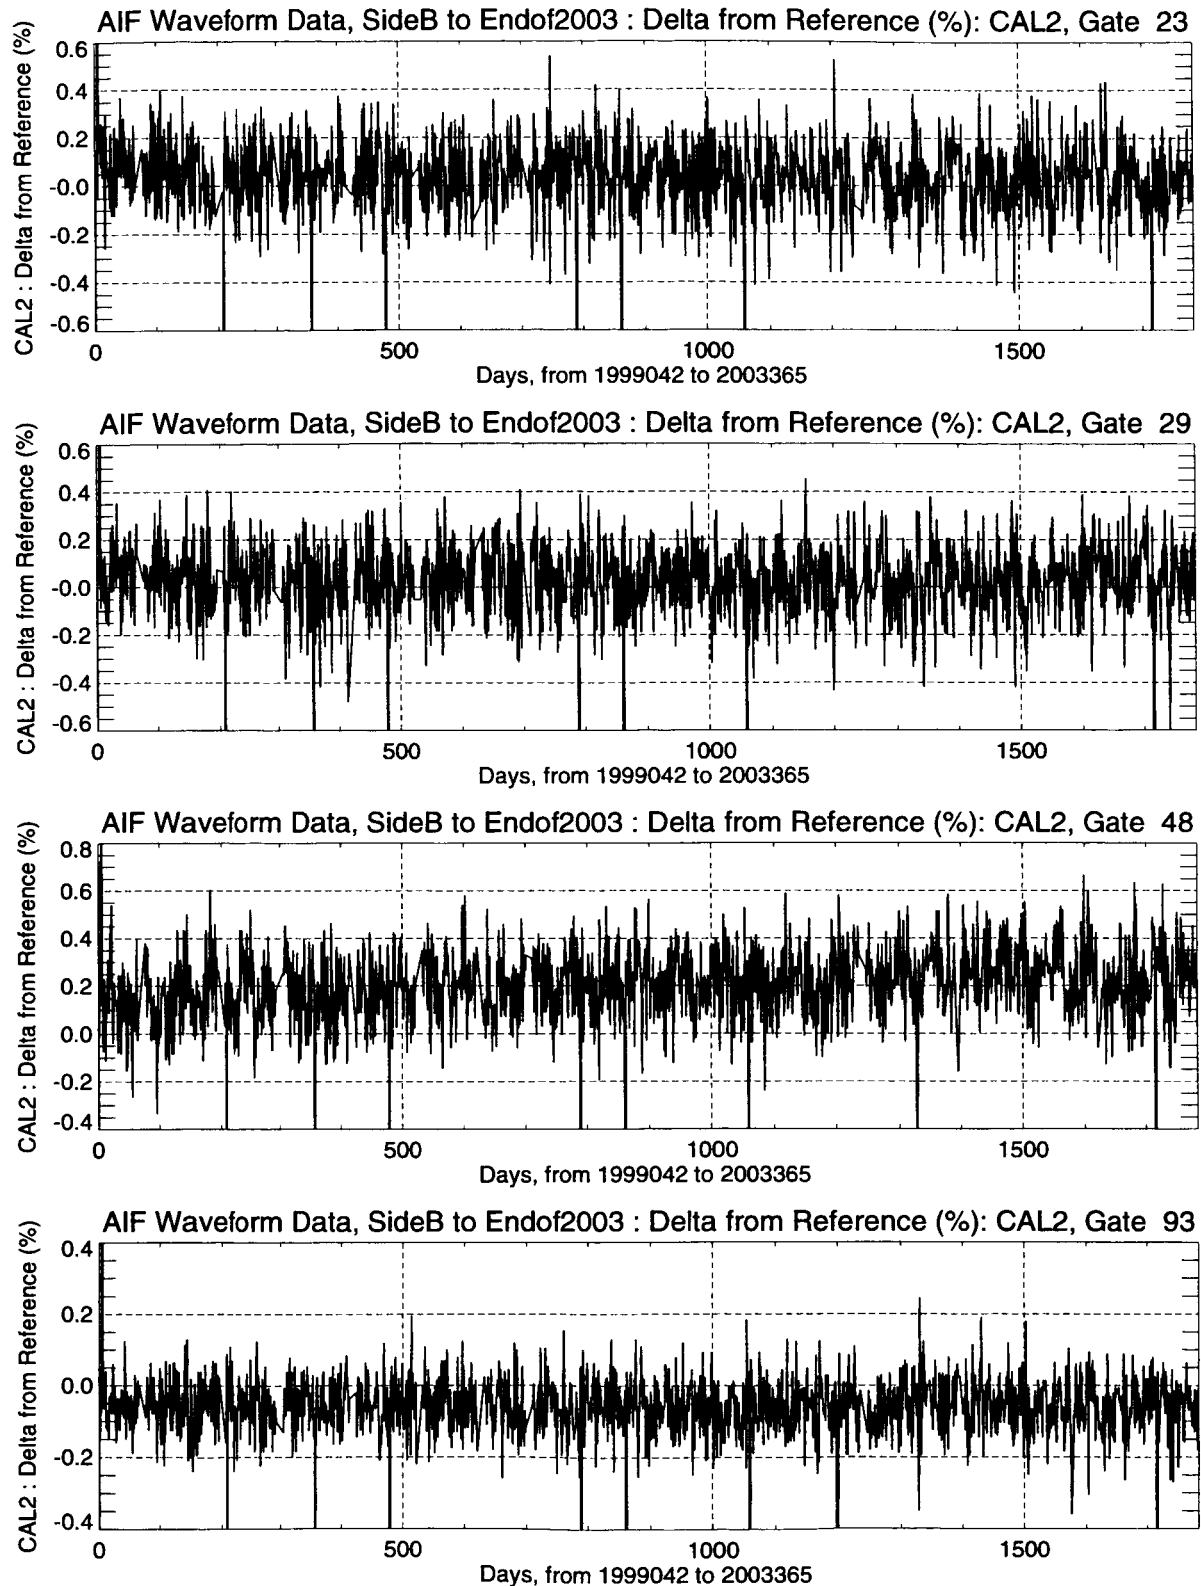 AIF Waveform Data, SideB to Endof2003 : Delta from Reference (%): CAL2, Gate 23
CAL2 : Delta from Reference (%)
0.6
0.4
0.2
-0.0
-0.2
-0.4
-0.6
0 500 1000 1500
Days, from 1999042 to 2003365
AIF Waveform Data, SideB to Endof2003 : Delta from Reference (%): CAL2, Gate 29
CAL2 : Delta from Reference (%)
0.6
0.4
0.2
-0.0
-0.2
-0.4
-0.6
0 500 1000 1500
Days, from 1999042 to 2003365
AIF Waveform Data, SideB to Endof2003 : Delta from Reference (%): CAL2, Gate 48
CAL2 : Delta from Reference (%)
0.8
0.6
0.4
0.2
0.0
-0.2
-0.4
0 500 1000 1500
Days, from 1999042 to 2003365
AIF Waveform Data, SideB to Endof2003 : Delta from Reference (%): CAL2, Gate 93
CAL2 : Delta from Reference (%)
0.4
0.2
0.0
-0.2
-0.4
0 500 1000 1500
Days, from 1999042 to 2003365